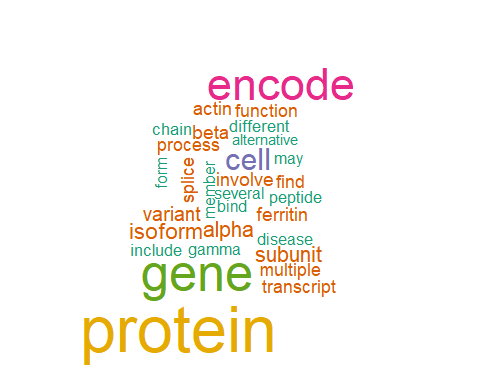 encode
actin function
chain beta different
process alternative
cell may
form splice member involve find
several peptide
bind
variant ferritin
isoform alpha
include gamma disease
subunit
gene multiple
transcript
protein